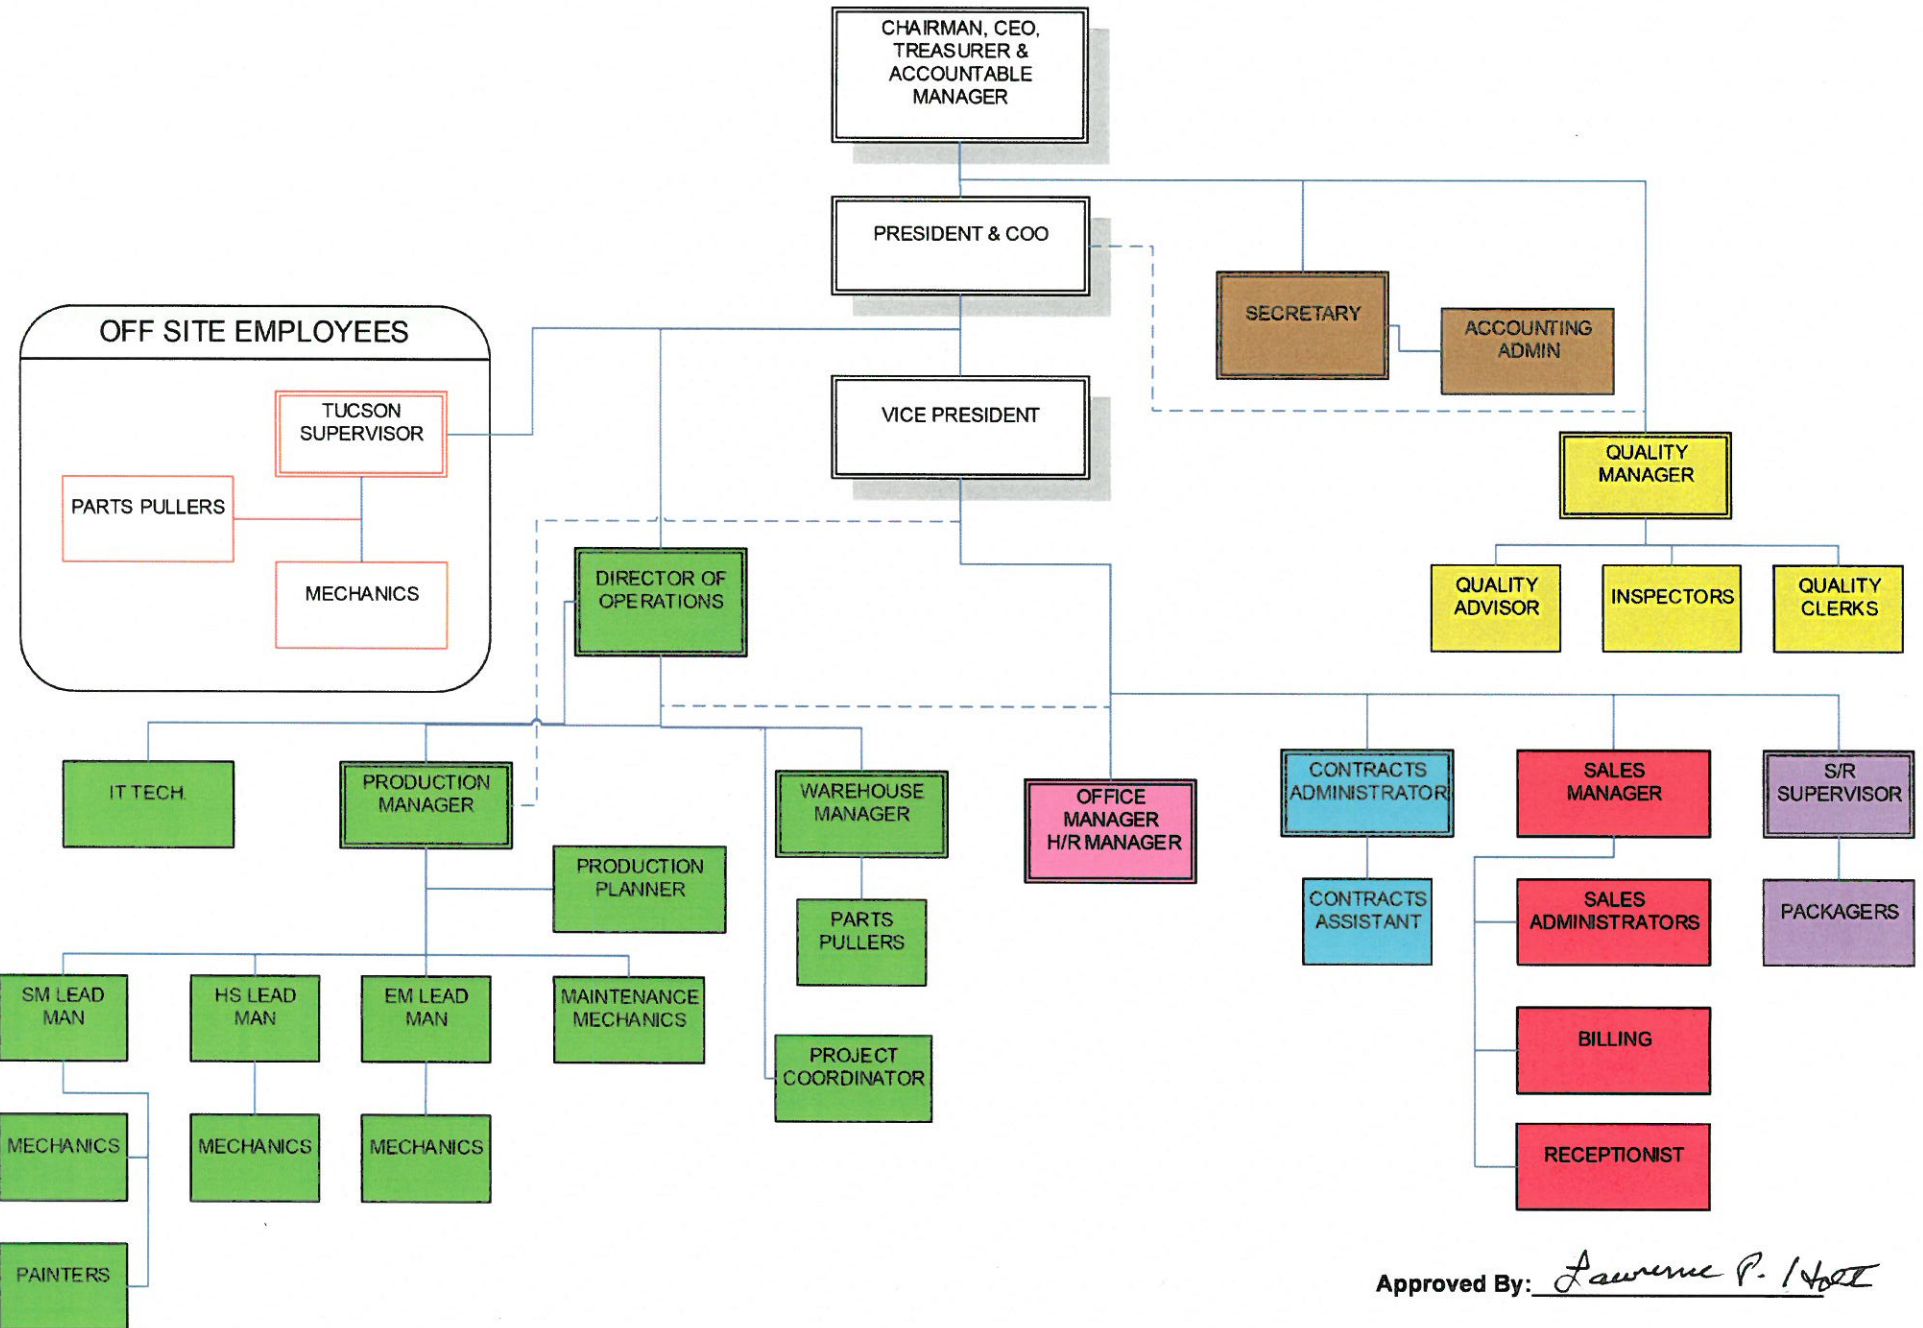 CHAIRMAN, CEO,
TREASURER &
ACCOUNTABLE
MANAGER
PRESIDENT & COO
SECRETARY
ACCOUNTING
ADMIN
OFF SITE EMPLOYEES
TUCSON
SUPERVISOR
PARTS PULLERS
MECHANICS
VICE PRESIDENT
QUALITY
MANAGER
QUALITY
ADVISOR
INSPECTORS
QUALITY
CLERKS
DIRECTOR OF
OPERATIONS
IT TECH.
PRODUCTION
MANAGER
WAREHOUSE
MANAGER
OFFICE
MANAGER
H/R MANAGER
CONTRACTS
ADMINISTRATOR
SALES
MANAGER
S/R
SUPERVISOR
PRODUCTION
PLANNER
PARTS
PULLERS
CONTRACTS
ASSISTANT
SALES
ADMINISTRATORS
PACKAGERS
SM LEAD
MAN
HS LEAD
MAN
EM LEAD
MAN
MAINTENANCE
MECHANICS
PROJECT
COORDINATOR
BILLING
MECHANICS
MECHANICS
MECHANICS
RECEPTIONIST
PAINTERS
Approved By: Lawrence P. Holt